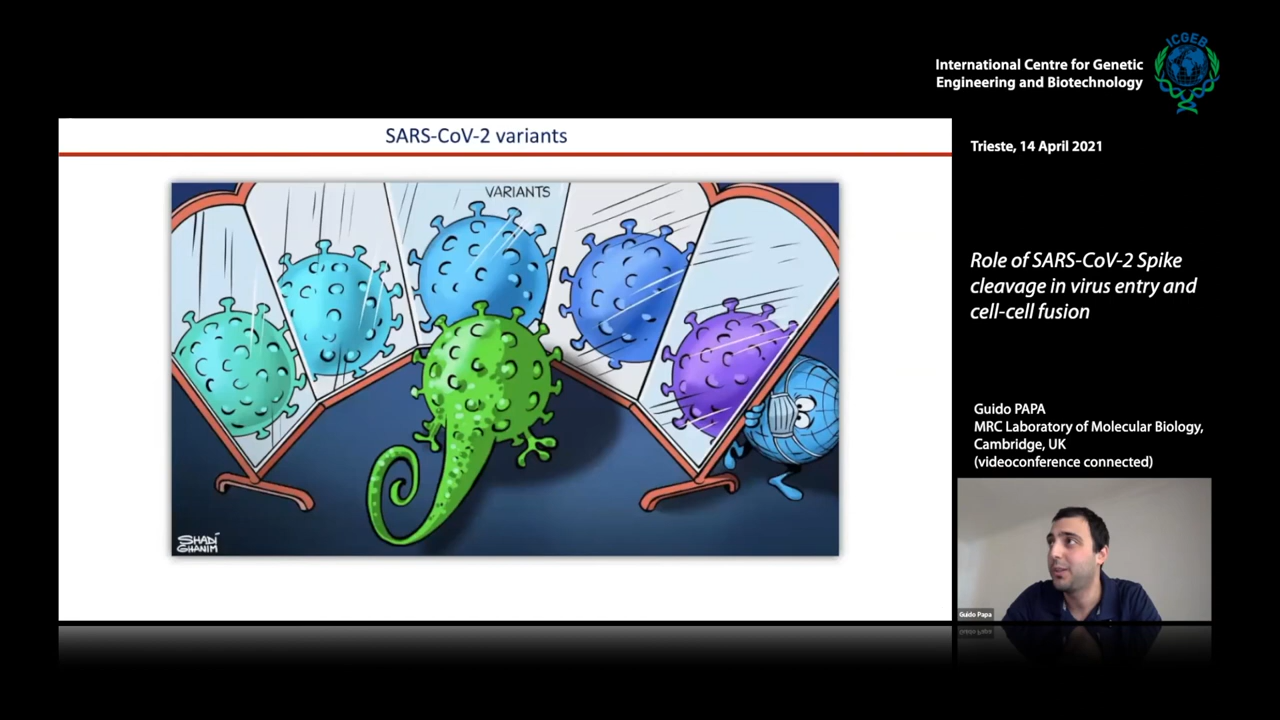 International Centre for Genetic
Engineering and Biotechnology
ICGEB
SARS-CoV-2 variants
Trieste, 14 April 2021
VARIANTS
Role of SARS-CoV-2 Spike
cleavage in virus entry and
cell-cell fusion
Guido PAPA
MRC Laboratory of Molecular Biology,
Cambridge, UK
(videoconference connected)
SHADI
GHANIM
Guido Papa